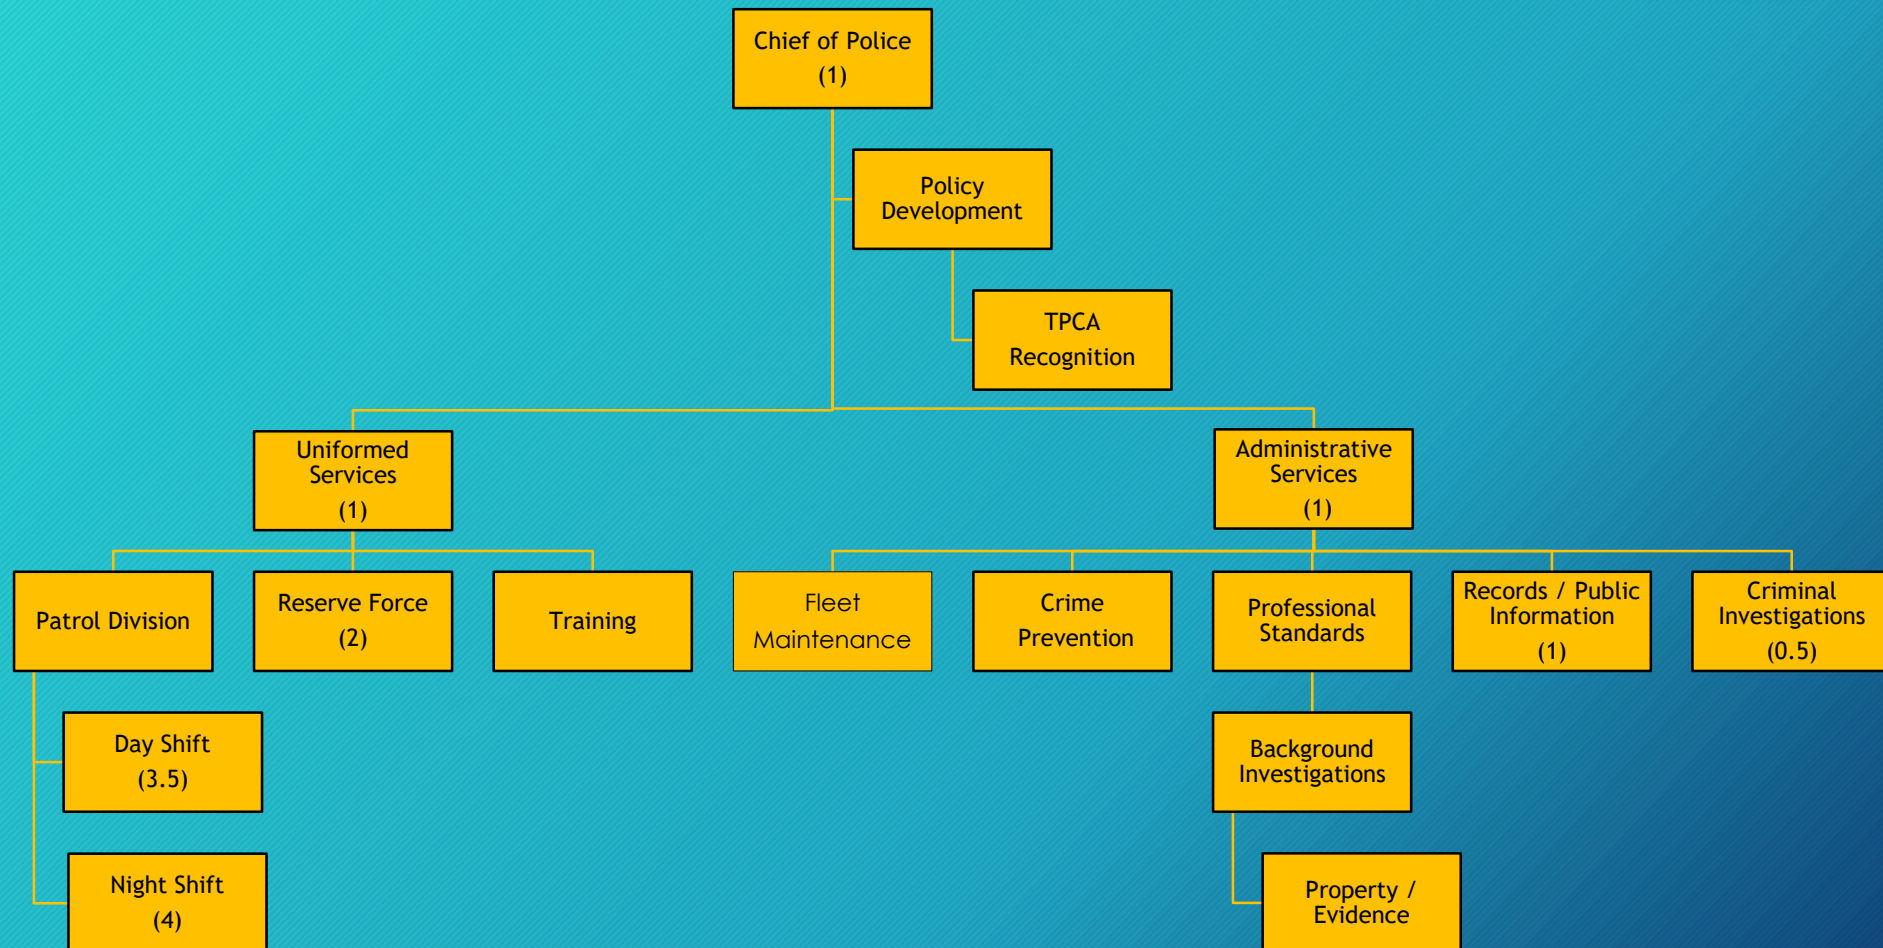 Chief of Police
(1)
Policy
Development
TPCA
Recognition
Uniformed
Services
(1)
Administrative
Services
(1)
Patrol Division
Reserve Force
(2)
Training
Fleet
Maintenance
Crime
Prevention
Professional
Standards
Records / Public
Information
(1)
Criminal
Investigations
(0.5)
Day Shift
(3.5)
Background
Investigations
Night Shift
(4)
Property /
Evidence